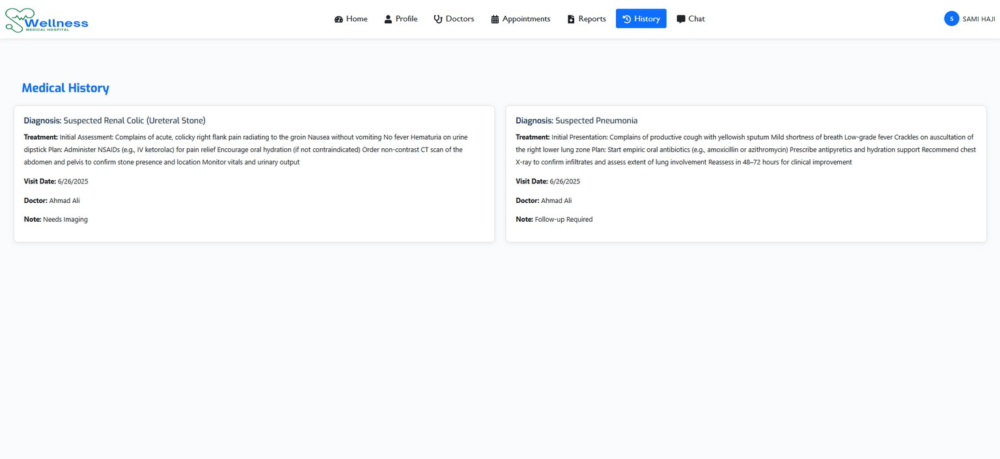 Wellness
MEDICAL HOSPITAL
Home
Profile
Doctors
Appointments
Reports
History
Chat
S
SAMI HAJI
Medical History
Diagnosis: Suspected Renal Colic (Ureteral Stone)
Treatment: Initial Assessment: Complains of acute, colicky right flank pain radiating to the groin Nausea without vomiting No fever Hematuria on urine
dipstick Plan: Administer NSAIDs (e.g., IV ketorolac) for pain relief Encourage oral hydration (if not contraindicated) Order non-contrast CT scan of the
abdomen and pelvis to confirm stone presence and location Monitor vitals and urinary output
Visit Date: 6/26/2025
Doctor: Ahmad Ali
Note: Needs Imaging
Diagnosis: Suspected Pneumonia
Treatment: Initial Presentation: Complains of productive cough with yellowish sputum Mild shortness of breath Low-grade fever Crackles on auscultation of
the right lower lung zone Plan: Start empiric oral antibiotics (e.g., amoxicillin or azithromycin) Prescribe antipyretics and hydration support Recommend chest
X-ray to confirm infiltrates and assess extent of lung involvement Reassess in 48–72 hours for clinical improvement
Visit Date: 6/26/2025
Doctor: Ahmad Ali
Note: Follow-up Required